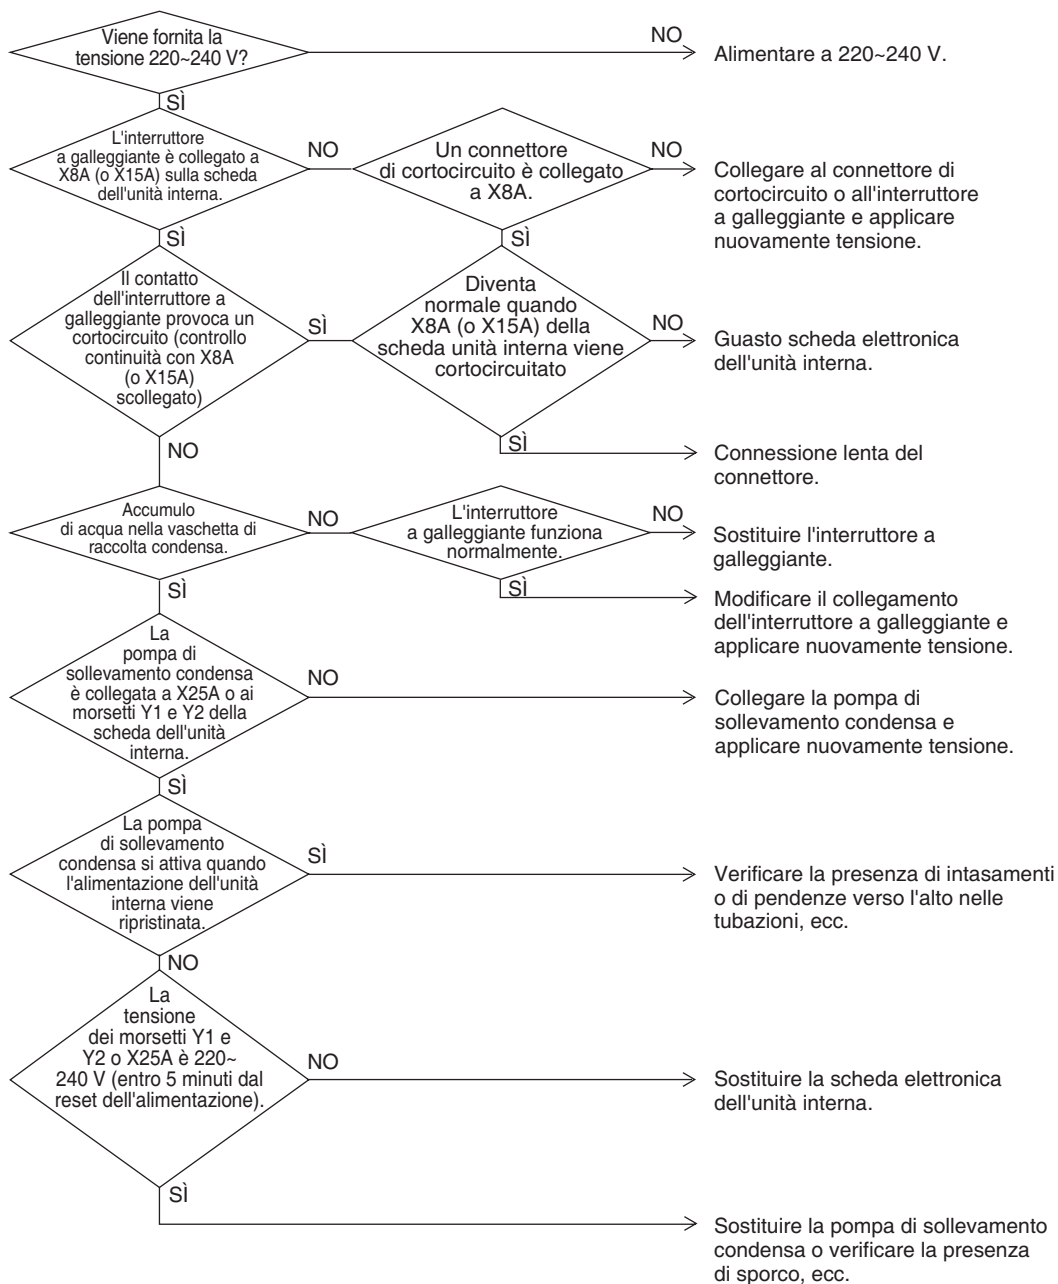 Viene fornita la
tensione 220~240 V?
NO
Alimentare a 220~240 V.
SÌ
L'interruttore
a galleggiante è collegato a
X8A (o X15A) sulla scheda
dell'unità interna.
NO
Un connettore
di cortocircuito è collegato
a X8A.
NO
Collegare al connettore di
cortocircuito o all'interruttore
a galleggiante e applicare
nuovamente tensione.
SÌ
SÌ
Il contatto
dell'interruttore a
galleggiante provoca un
cortocircuito (controllo
continuità con X8A
(o X15A)
scollegato)
SÌ
Diventa
normale quando
X8A (o X15A) della
scheda unità interna viene
cortocircuitato
NO
Guasto scheda elettronica
dell'unità interna.
NO
SÌ
Connessione lenta del
connettore.
Accumulo
di acqua nella vaschetta di
raccolta condensa.
NO
L'interruttore
a galleggiante funziona
normalmente.
NO
Sostituire l'interruttore a
galleggiante.
SÌ
SÌ
Modificare il collegamento
dell'interruttore a galleggiante e
applicare nuovamente tensione.
La
pompa di
sollevamento condensa
è collegata a X25A o ai
morsetti Y1 e Y2 della
scheda dell'unità
interna.
NO
Collegare la pompa di
sollevamento condensa e
applicare nuovamente tensione.
SÌ
La pompa
di sollevamento
condensa si attiva quando
l'alimentazione dell'unità
interna viene
ripristinata.
SÌ
Verificare la presenza di intasamenti
o di pendenze verso l'alto nelle
tubazioni, ecc.
NO
La
tensione
dei morsetti Y1 e
Y2 o X25A è 220~
240 V (entro 5 minuti dal
reset dell'alimentazione).
NO
Sostituire la scheda elettronica
dell'unità interna.
SÌ
Sostituire la pompa di sollevamento
condensa o verificare la presenza
di sporco, ecc.